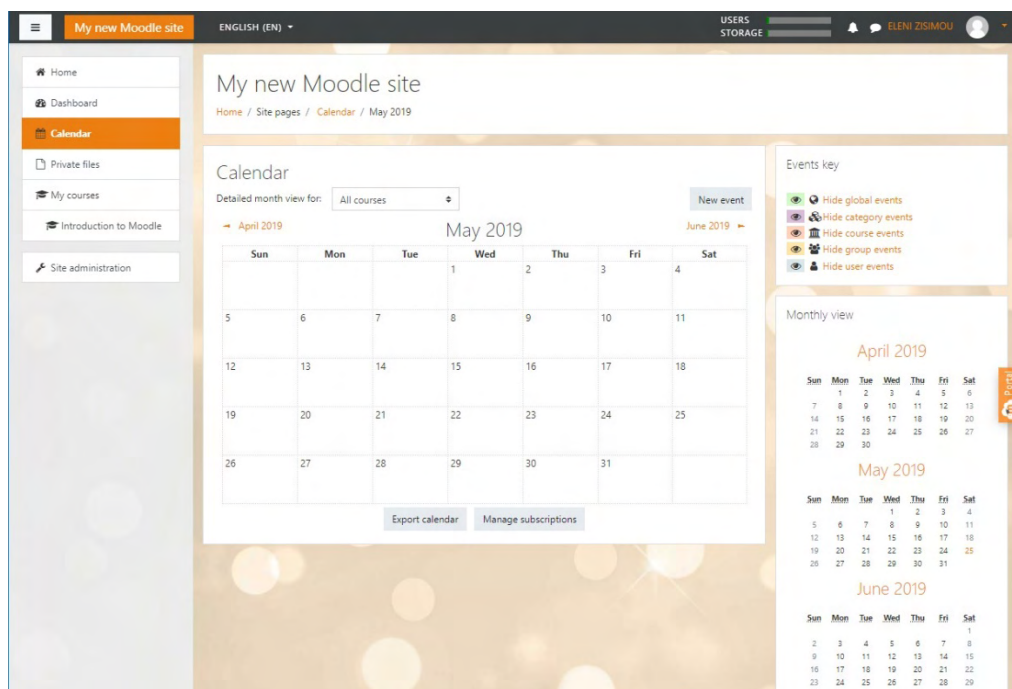 My new Moodle site
ENGLISH (EN)
USERS
STORAGE
ELENI ZISIMOU
Home
Dashboard
Calendar
Private files
My courses
Introduction to Moodle
Site administration
My new Moodle site
Home / Site pages / Calendar / May 2019
Calendar
Detailed month view for: All courses New event
April 2019 May 2019 June 2019
Sun Mon Tue Wed Thu Fri Sat
1 2 3 4
5 6 7 8 9 10 11
12 13 14 15 16 17 18
19 20 21 22 23 24 25
26 27 28 29 30 31
Export calendar Manage subscriptions
Events key
Hide global events
Hide category events
Hide course events
Hide group events
Hide user events
Monthly view
April 2019
Sun Mon Tue Wed Thu Fri Sat
1 2 3 4 5 6
7 8 9 10 11 12 13
14 15 16 17 18 19 20
21 22 23 24 25 26 27
28 29 30
May 2019
Sun Mon Tue Wed Thu Fri Sat
1 2 3 4
5 6 7 8 9 10 11
12 13 14 15 16 17 18
19 20 21 22 23 24 25
26 27 28 29 30 31
June 2019
Sun Mon Tue Wed Thu Fri Sat
1
2 3 4 5 6 7 8
9 10 11 12 13 14 15
16 17 18 19 20 21 22
23 24 25 26 27 28 29
Portal